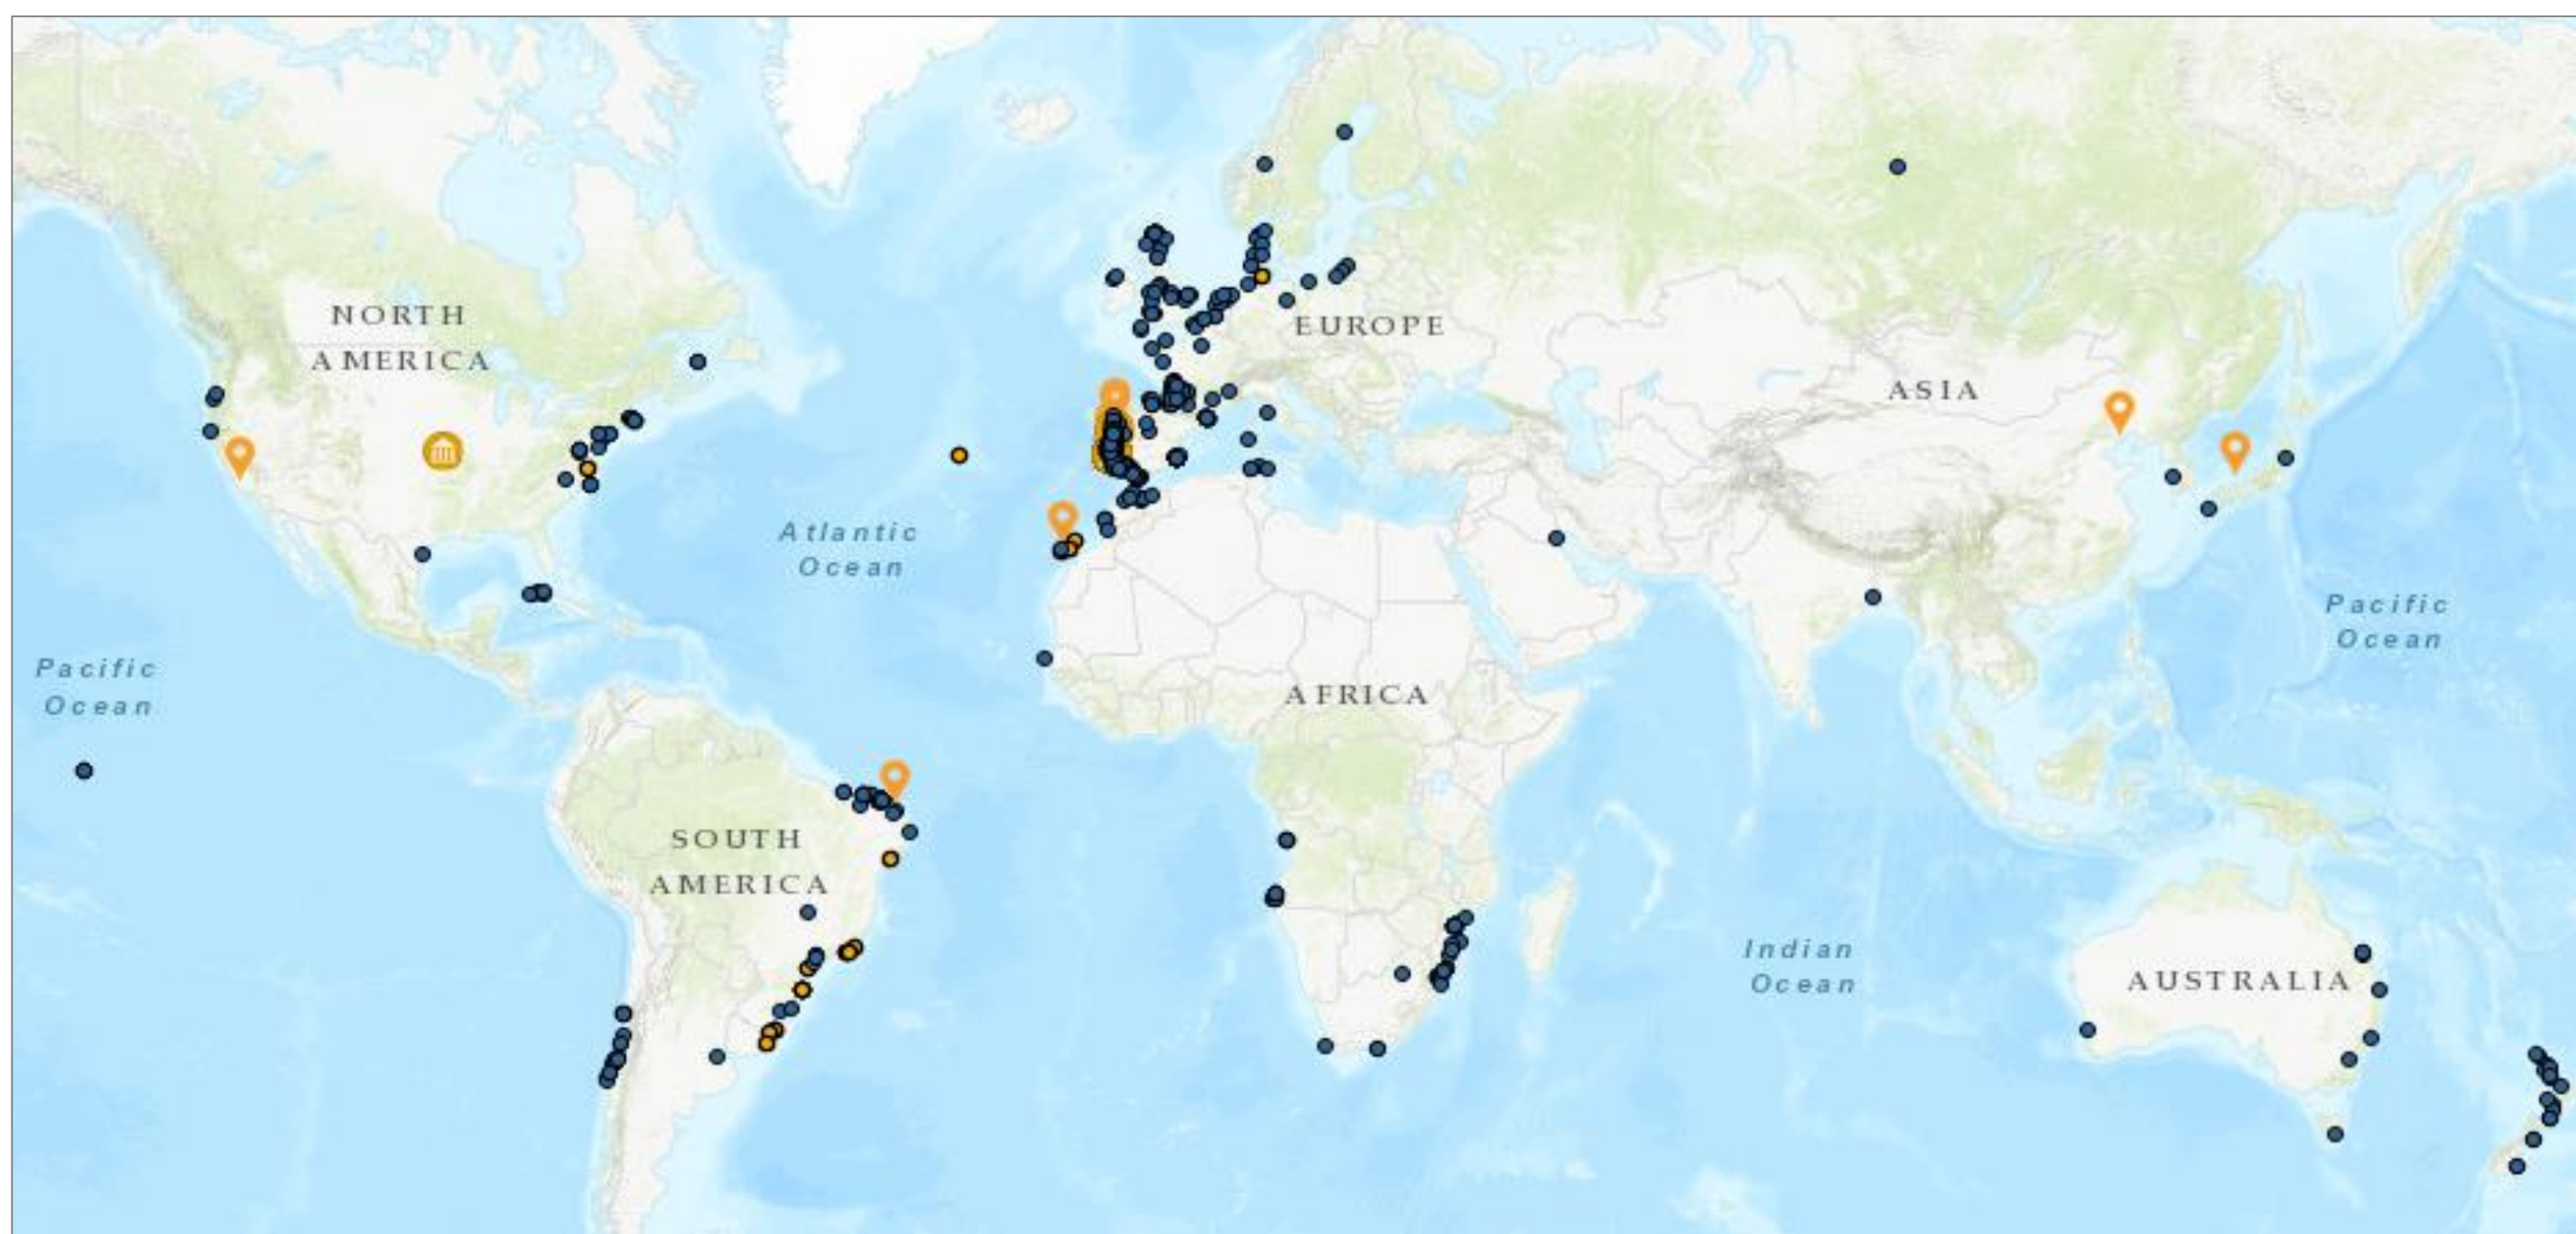 NORTH
AMERICA
EUROPE
ASIA
Atlantic
Ocean
Pacific
Ocean
Pacific
Ocean
AFRICA
SOUTH
AMERICA
Indian
Ocean
AUSTRALIA